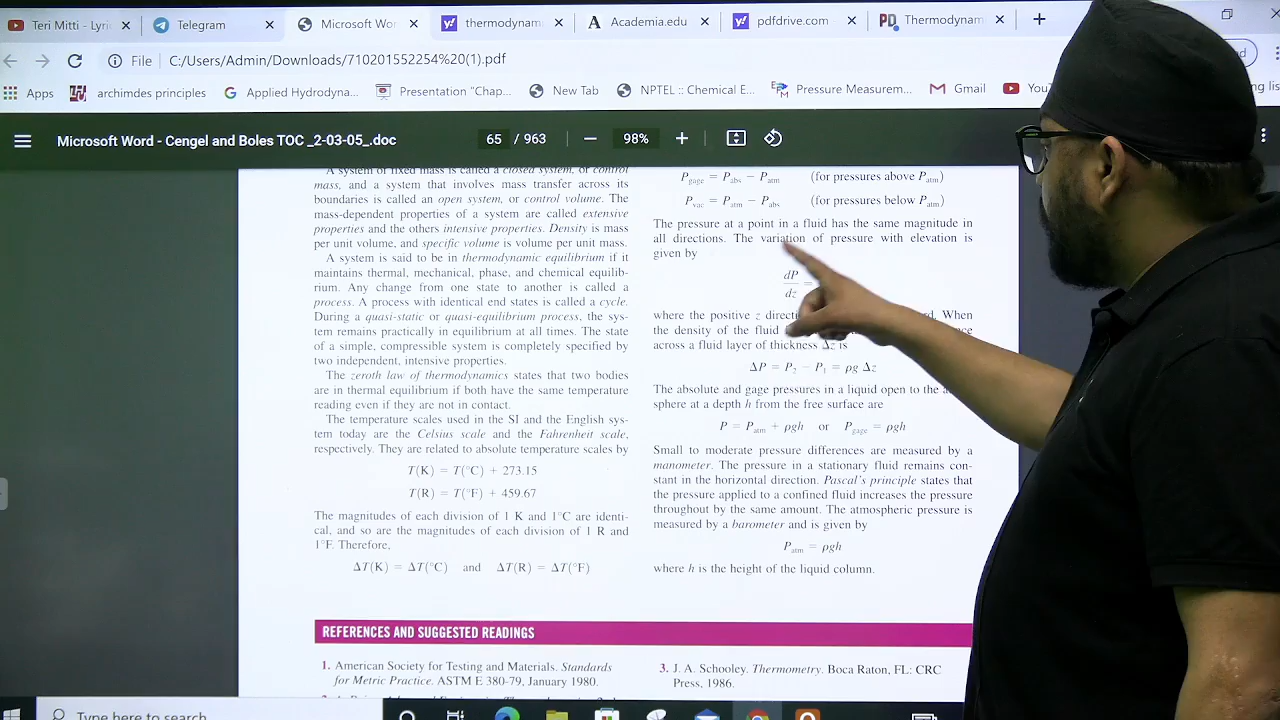 Teri Mitti - Lyri
Telegram
Microsoft Wor
thermodynam
Academia.edu
pdfdrive.com
Thermodynam
File
C:/Users/Admin/Downloads/710201552254%20(1).pdf
Apps
archimdes principles
Applied Hydrodyna...
Presentation "Chap...
New Tab
NPTEL :: Chemical E...
Pressure Measurem...
Gmail
Microsoft Word - Cengel and Boles TOC _2-03-05_.doc
65 / 963
98%
A system of fixed mass is called a closed system, or control
mass, and a system that involves mass transfer across its
boundaries is called an open system, or control volume. The
mass-dependent properties of a system are called extensive
properties and the others intensive properties. Density is mass
per unit volume, and specific volume is volume per unit mass.
A system is said to be in thermodynamic equilibrium if it
maintains thermal, mechanical, phase, and chemical equilib-
rium. Any change from one state to another is called a
process. A process with identical end states is called a cycle.
During a quasi-static or quasi-equilibrium process, the sys-
tem remains practically in equilibrium at all times. The state
of a simple, compressible system is completely specified by
two independent, intensive properties.
The zeroth law of thermodynamics states that two bodies
are in thermal equilibrium if both have the same temperature
reading even if they are not in contact.
The temperature scales used in the SI and the English sys-
tem today are the Celsius scale and the Fahrenheit scale,
respectively. They are related to absolute temperature scales by
T(K) = T(°C) + 273.15
T(R) = T(°F) + 459.67
The magnitudes of each division of 1 K and 1°C are identi-
cal, and so are the magnitudes of each division of 1 R and
1°F. Therefore,
ΔT(K) = ΔT(°C) and ΔT(R) = ΔT(°F)
P gage = P abs − P atm (for pressures above P atm)
P vac = P atm − P abs (for pressures below P atm)
The pressure at a point in a fluid has the same magnitude in
all directions. The variation of pressure with elevation is
given by
dP
dz =
where the positive z When
the density of the fluid
across a fluid layer of thickness Δz is
ΔP = P2 − P1 = ρg Δz
The absolute and gage pressures in a liquid open to the
sphere at a depth h from the free surface are
P = P atm + ρgh or P gage = ρgh
Small to moderate pressure differences are measured by a
manometer. The pressure in a stationary fluid remains con-
stant in the horizontal direction. Pascal's principle states that
the pressure applied to a confined fluid increases the pressure
throughout by the same amount. The atmospheric pressure is
measured by a barometer and is given by
P atm = ρgh
where h is the height of the liquid column.
REFERENCES AND SUGGESTED READINGS
1. American Society for Testing and Materials. Standards
for Metric Practice. ASTM E 380-79, January 1980.
3. J. A. Schooley. Thermometry. Boca Raton, FL: CRC
Press, 1986.
Type here to search